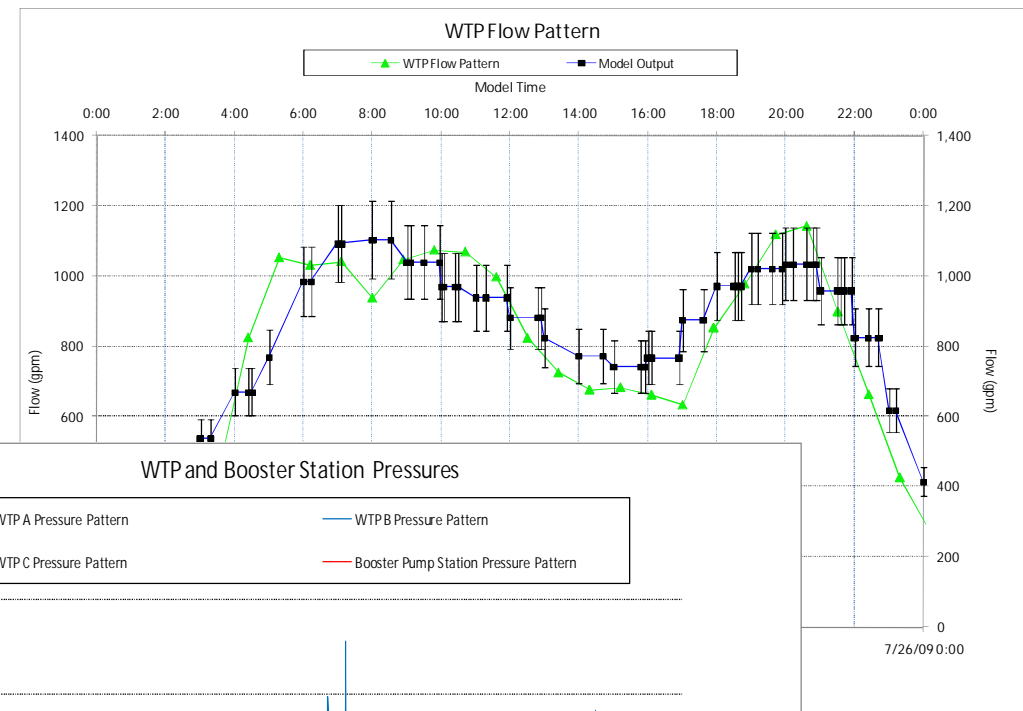 WTP Flow Pattern
WTP Flow Pattern Model Output
Model Time
0:00 2:00 4:00 6:00 8:00 10:00 12:00 14:00 16:00 18:00 20:00 22:00 0:00
1400 1,400
1200 1,200
1000 1,000
800 800
Flow (gpm) Flow (gpm)
600 600
400
200
0
7/26/09 0:00
WTP and Booster Station Pressures
WTP A Pressure Pattern WTP B Pressure Pattern
WTP C Pressure Pattern Booster Pump Station Pressure Pattern